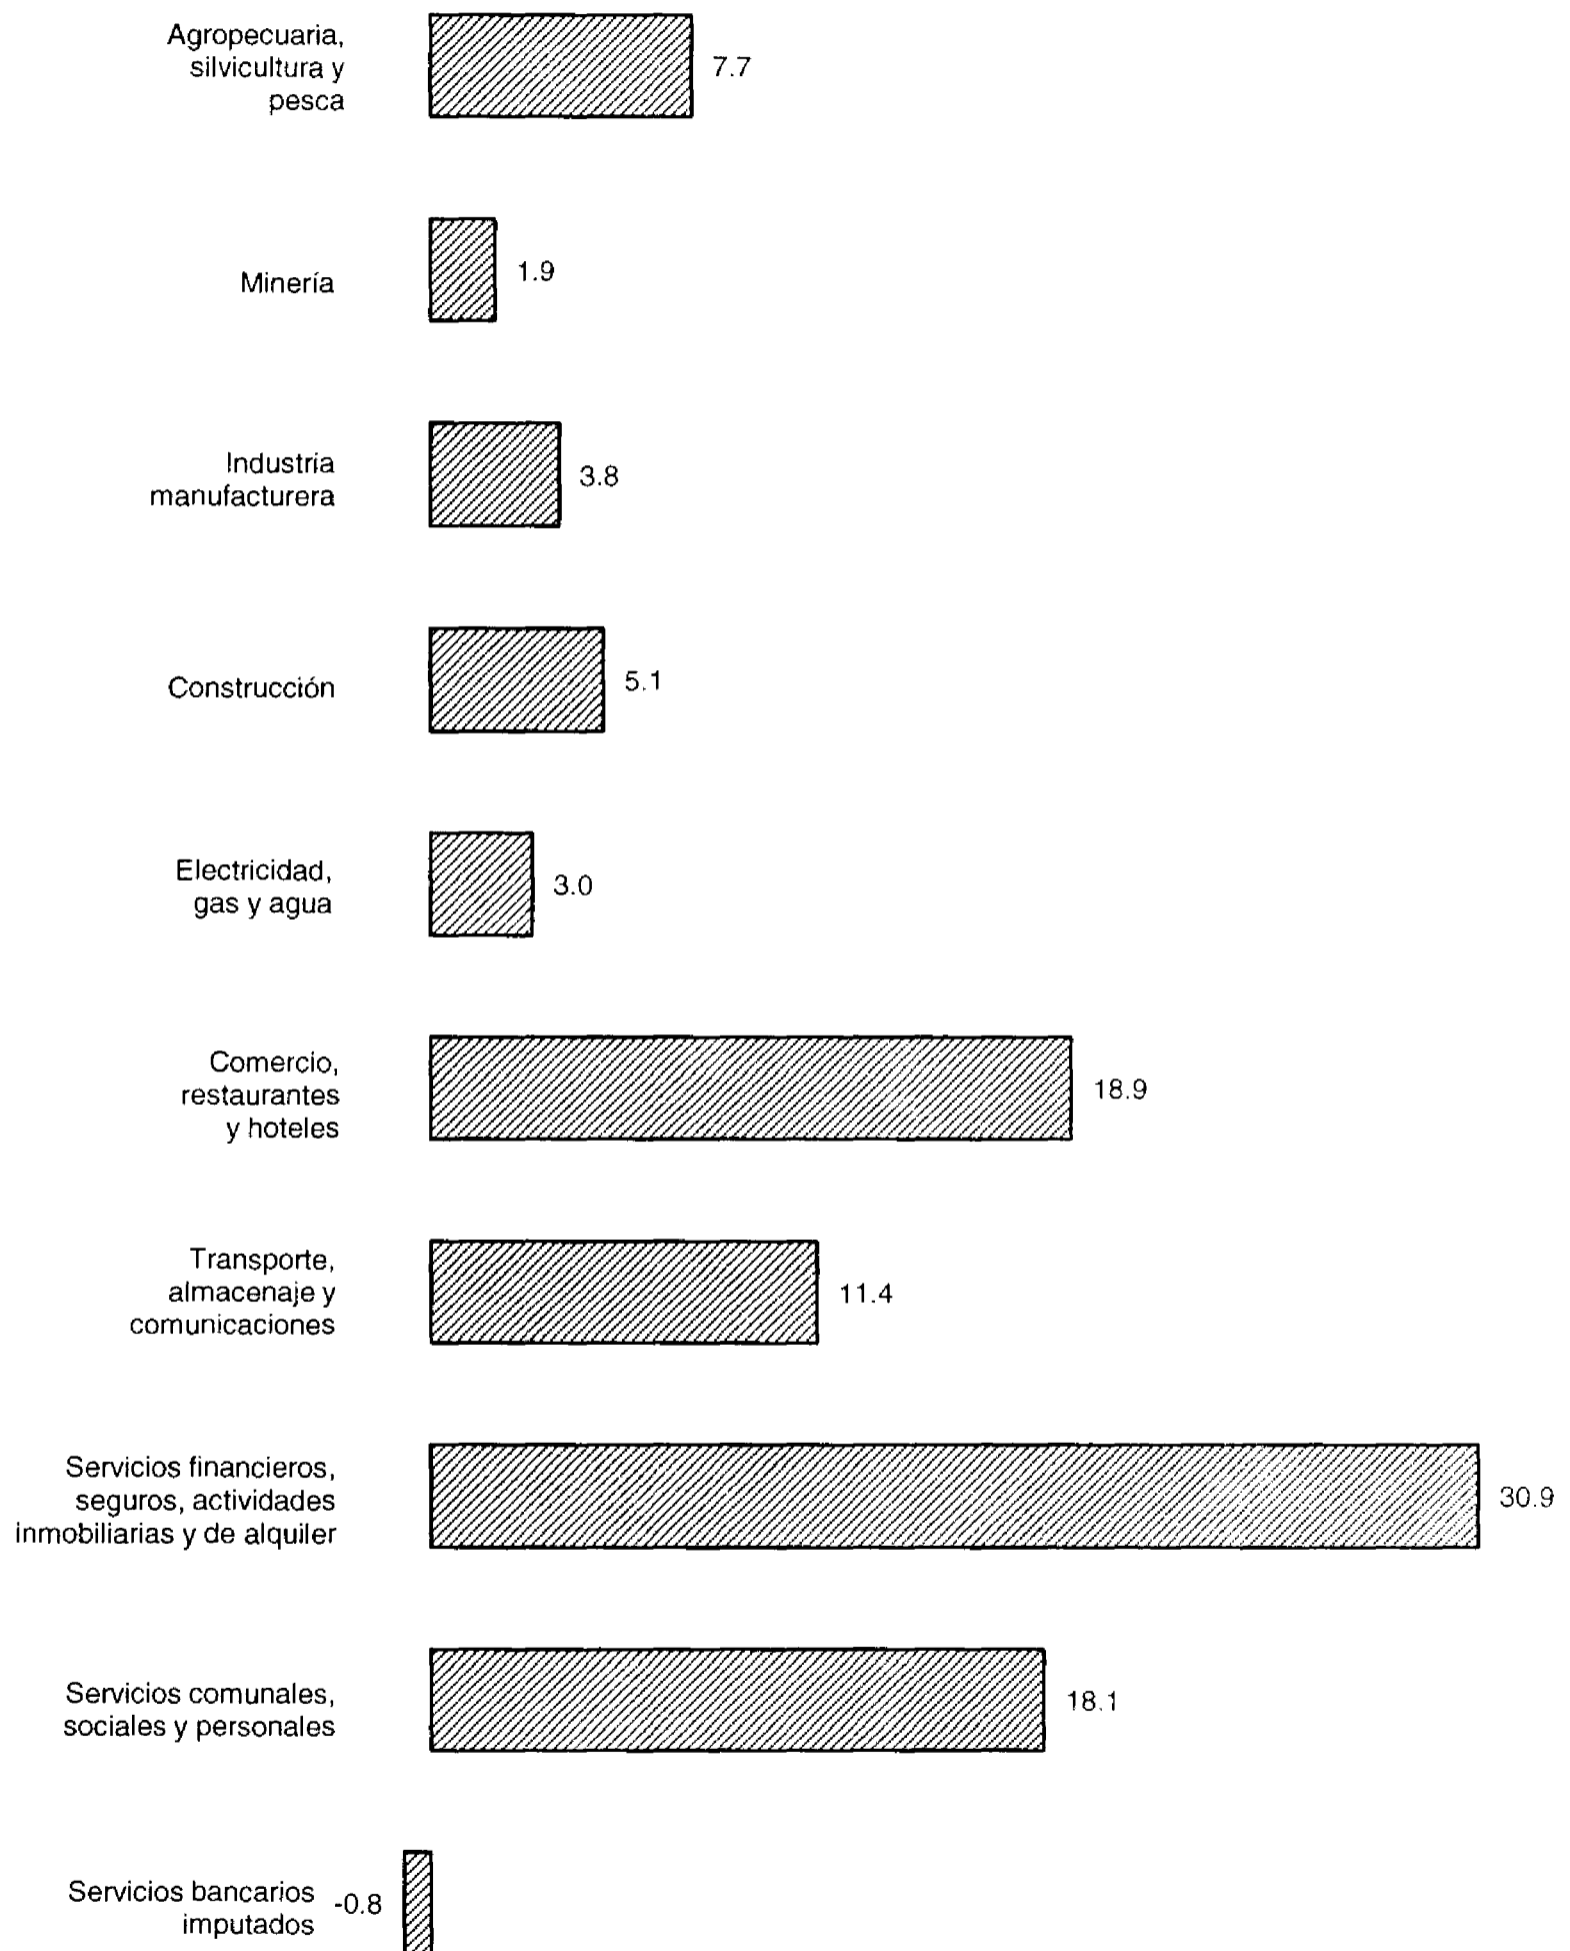 Agropecuaria,
silvicultura y
pesca
7.7
Minería
1.9
Industria
manufacturera
3.8
Construcción
5.1
Electricidad,
gas y agua
3.0
Comercio,
restaurantes
y hoteles
18.9
Transporte,
almacenaje y
comunicaciones
11.4
Servicios financieros,
seguros, actividades
inmobiliarias y de alquiler
30.9
Servicios comunales,
sociales y personales
18.1
Servicios bancarios
imputados
-0.8